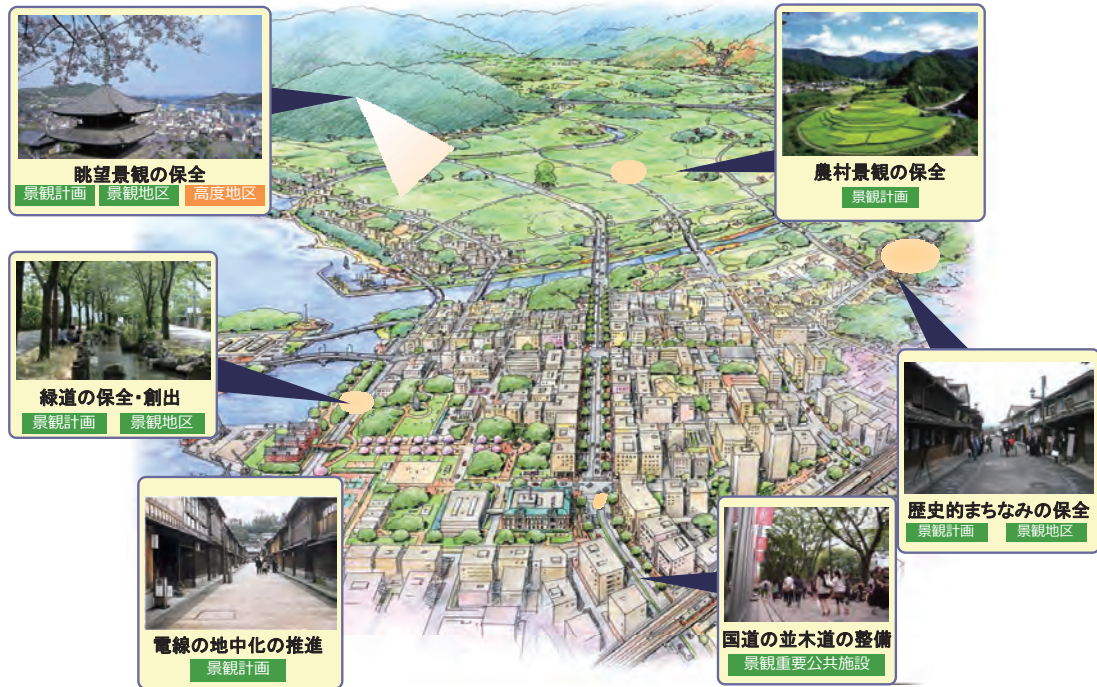 眺望景観の保全
景観計画 景観地区 高度地区
農村景観の保全
景観計画
緑道の保全・創出
景観計画 景観地区
歴史的まちなみの保全
景観計画 景観地区
電線の地中化の推進
景観計画
国道の並木道の整備
景観重要公共施設